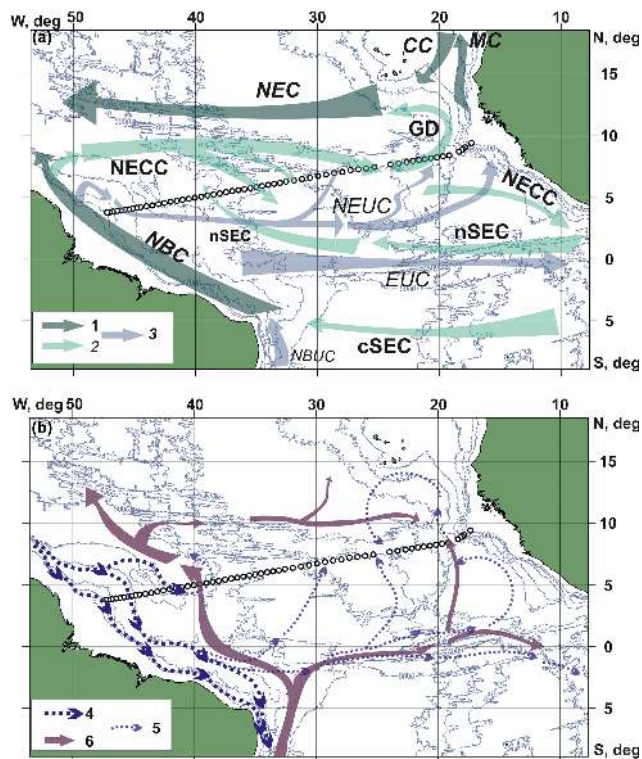 W, deg 50 40 30 20 10 N, deg
(a)
CC MC
15
NEC
GD
10
NECC
NECC
5
NEUC
nSEC
nSEC
NBC
EUC
0
1
2
3
5
cSEC
NBUC
S, deg
W, deg 50 40 30 20 10 N, deg
(b)
15
10
5
0
4
5
6
5
S, deg